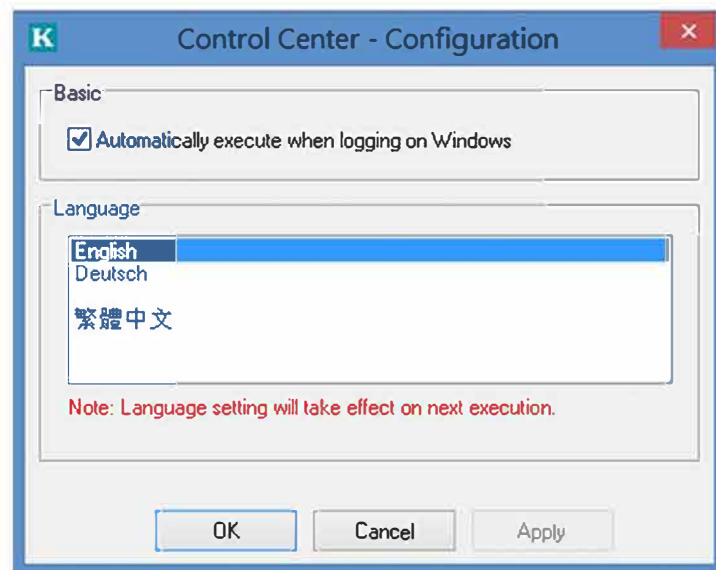 K
Control Center - Configuration
Basic
Automatically execute when logging on Windows
Language
English
Deutsch
繁體中文
Note: Language setting will take effect on next execution.
OK Cancel Apply